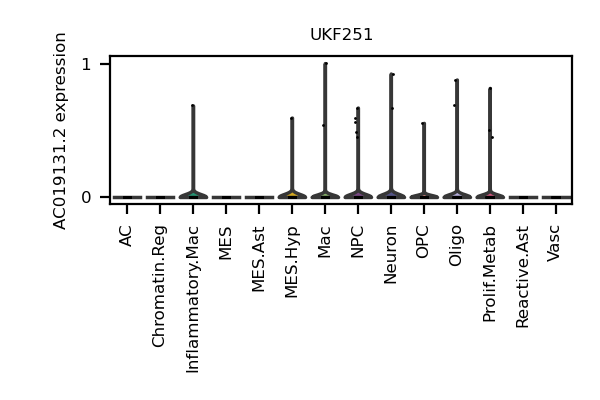 UKF251
AC019131.2 expression
1
0
AC
Chromatin.Reg
Inflammatory.Mac
MES
MES.Ast
MES.Hyp
Mac
NPC
Neuron
OPC
Oligo
Prolif.Metab
Reactive.Ast
Vasc